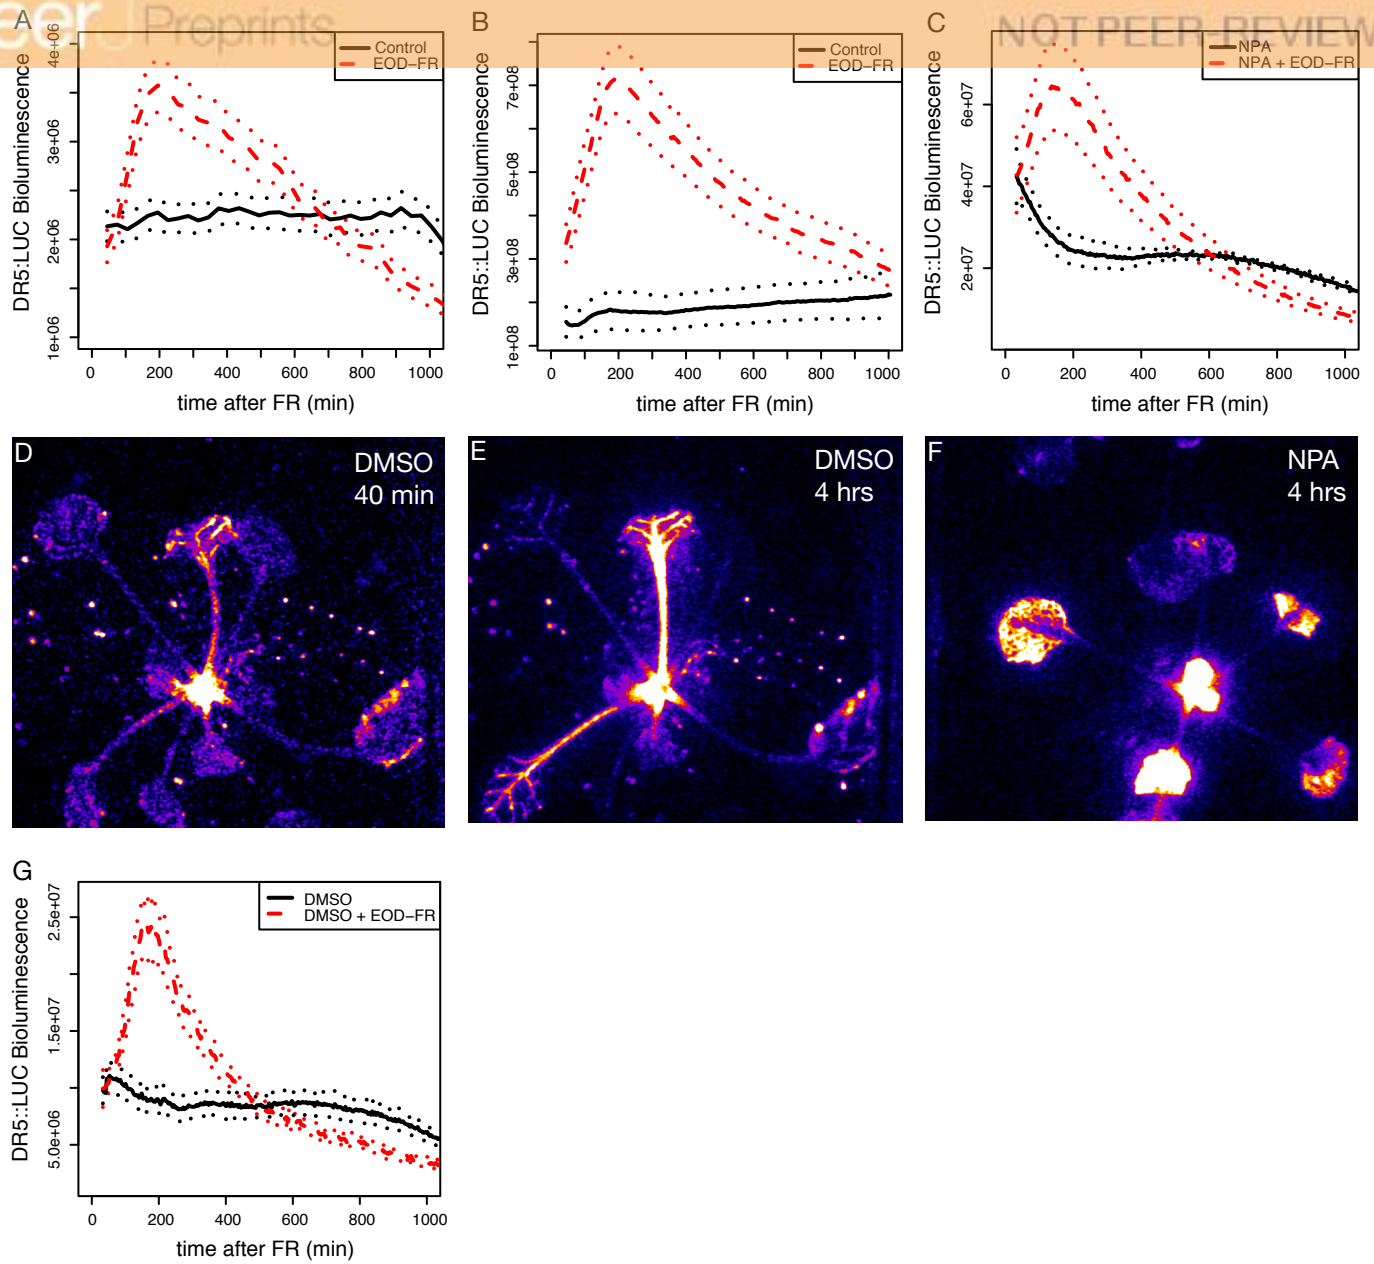 eer Preprints
NOT PEER-REVIEW
A
DR5:LUC Bioluminescence
1e+06
2e+06
3e+06
4e+06
Control
EOD−FR
0 200 400 600 800 1000
time after FR (min)
B
DR5::LUC Bioluminescence
1e+08
3e+08
5e+08
7e+08
Control
EOD−FR
0 200 400 600 800 1000
time after FR (min)
C
DR5::LUC Bioluminescence
2e+07
4e+07
6e+07
NPA
NPA + EOD−FR
0 200 400 600 800 1000
time after FR (min)
D
DMSO
40 min
E
DMSO
4 hrs
F
NPA
4 hrs
G
DR5::LUC Bioluminescence
5.0e+06
1.5e+07
2.5e+07
DMSO
DMSO + EOD−FR
0 200 400 600 800 1000
time after FR (min)